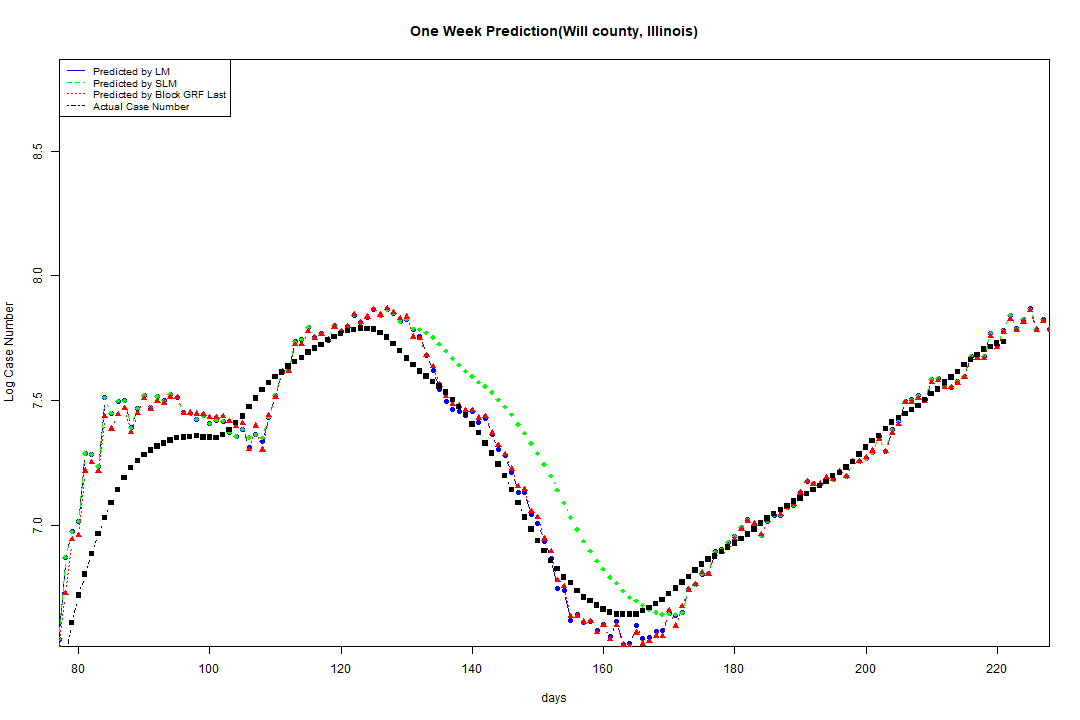 One Week Prediction(Will county, Illinois)
Predicted by LM
Predicted by SLM
Predicted by Block GRF Last
Actual Case Number
8.5
8.0
7.5
7.0
Log Case Number
80 100 120 140 160 180 200 220
days